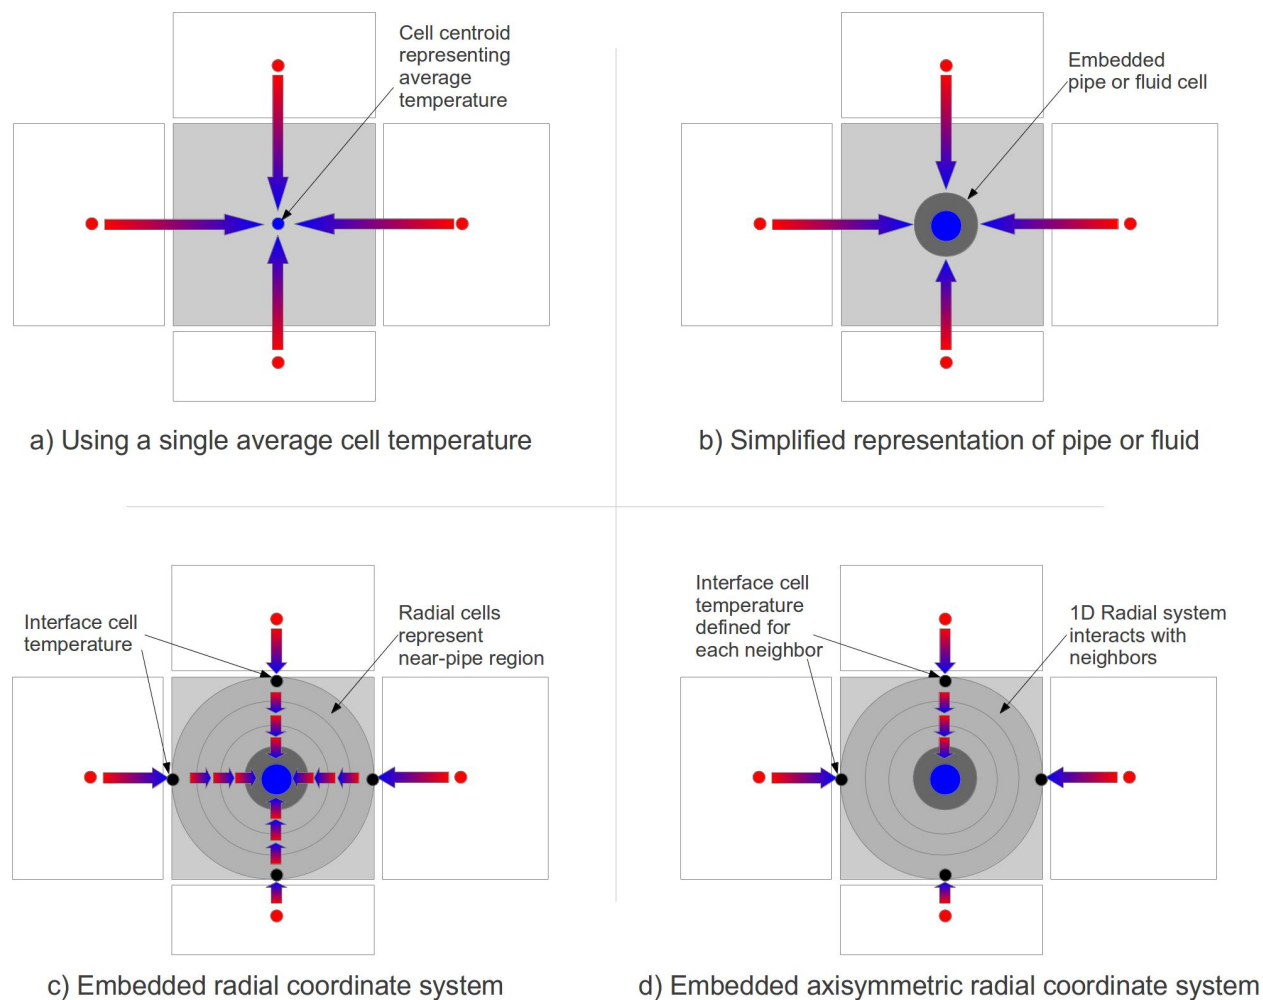 Cell centroid
representing
average
temperature
Embedded
pipe or fluid cell
a) Using a single average cell temperature
b) Simplified representation of pipe or fluid
Interface cell
temperature
Radial cells
represent
near-pipe region
Interface cell
temperature
defined for
each neighbor
1D Radial system
interacts with
neighbors
c) Embedded radial coordinate system
d) Embedded axisymmetric radial coordinate system